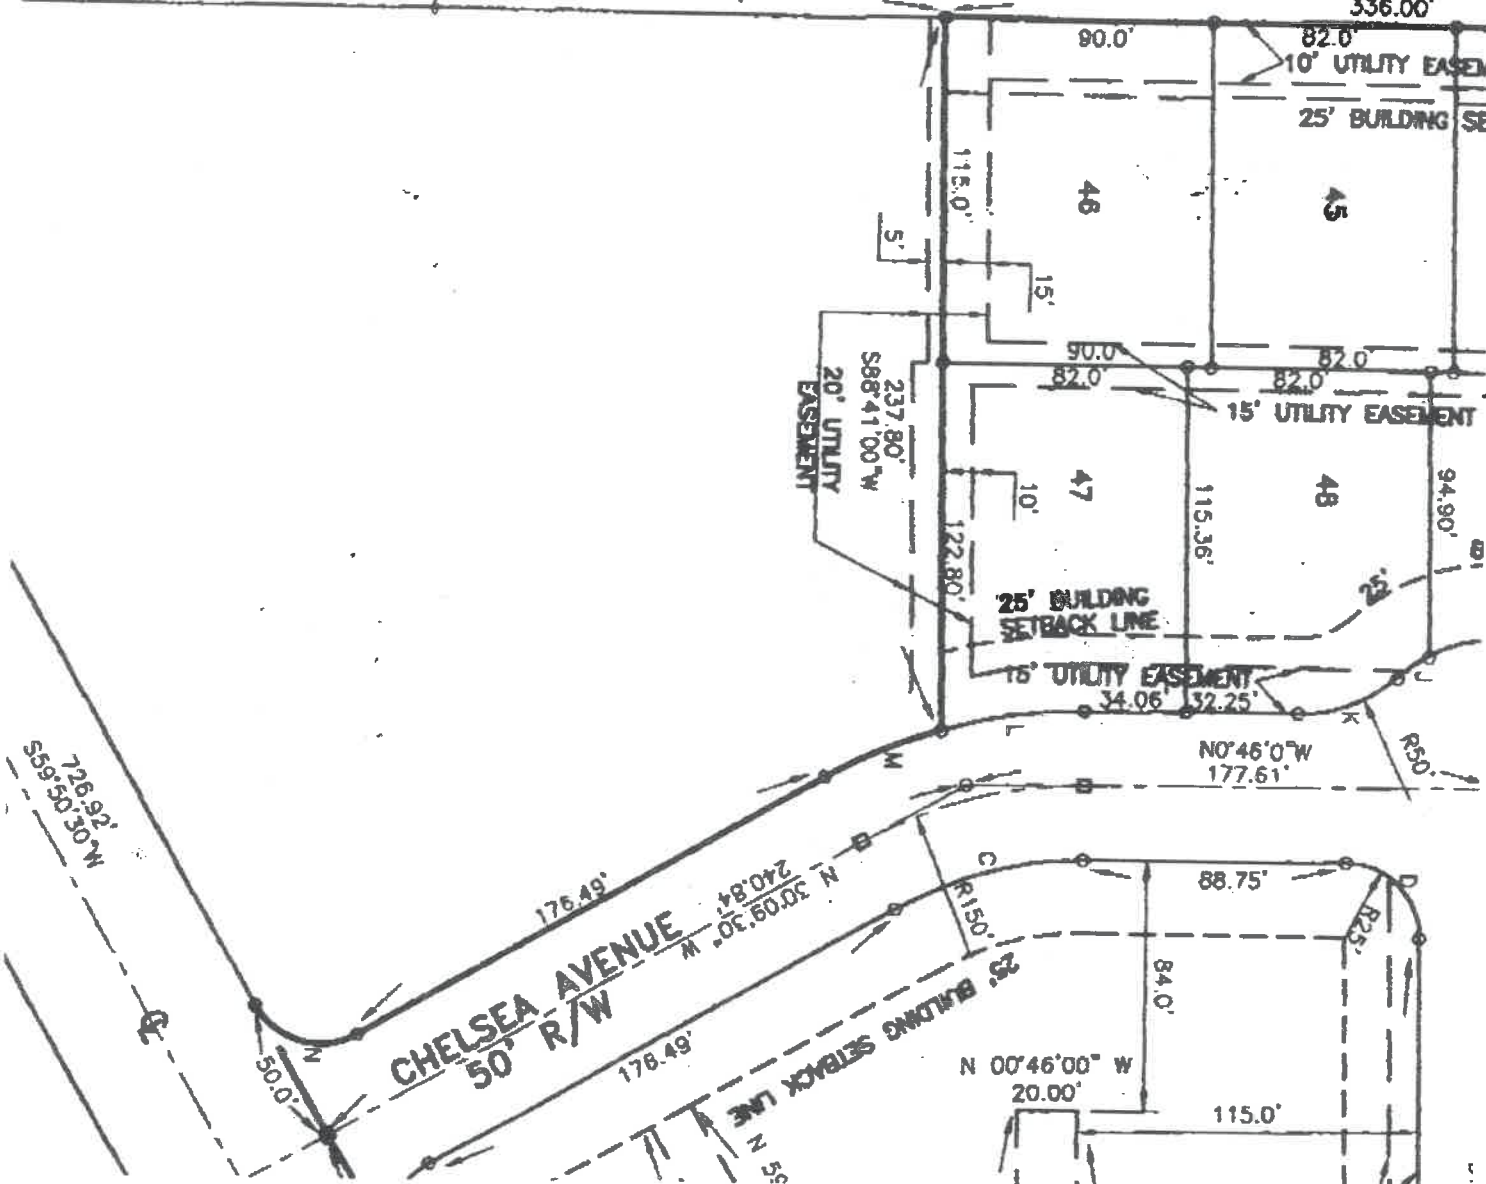 336.00'
90.0'
82.0'
10' UTILITY
25' BUILDING
115.0'
46
45
5'
15'
90.0'
82.0'
82.0'
82.0'
15' UTILITY EASEMENT
237.80'
S88°41'00"W
20' UTILITY
EASEMENT
10'
47
48
122.80'
115.36'
94.90'
25' BUILDING
SETBACK LINE
25'
15' UTILITY EASEMENT
34.06'
32.25'
J
K
L
M
N0°46'0"W
177.61'
R50'
726.92'
S59°50'30"W
176.49'
N 30°09'30" W
240.84'
C
R150'
88.75'
D
R25'
CHELSEA AVENUE
50' R/W
25' BUILDING SETBACK LINE
84.0'
N
50.0'
176.49'
N 00°46'00" W
20.00'
115.0'